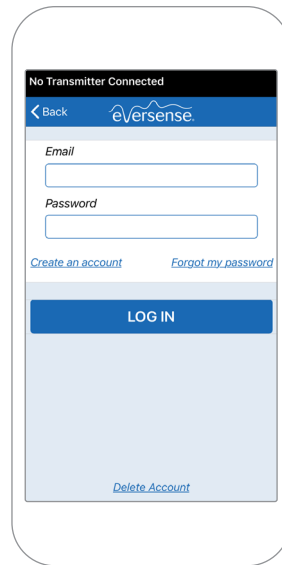 No Transmitter Connected
Back
eversense.
Email
Password
Create an account
Forgot my password
LOG IN
Delete Account